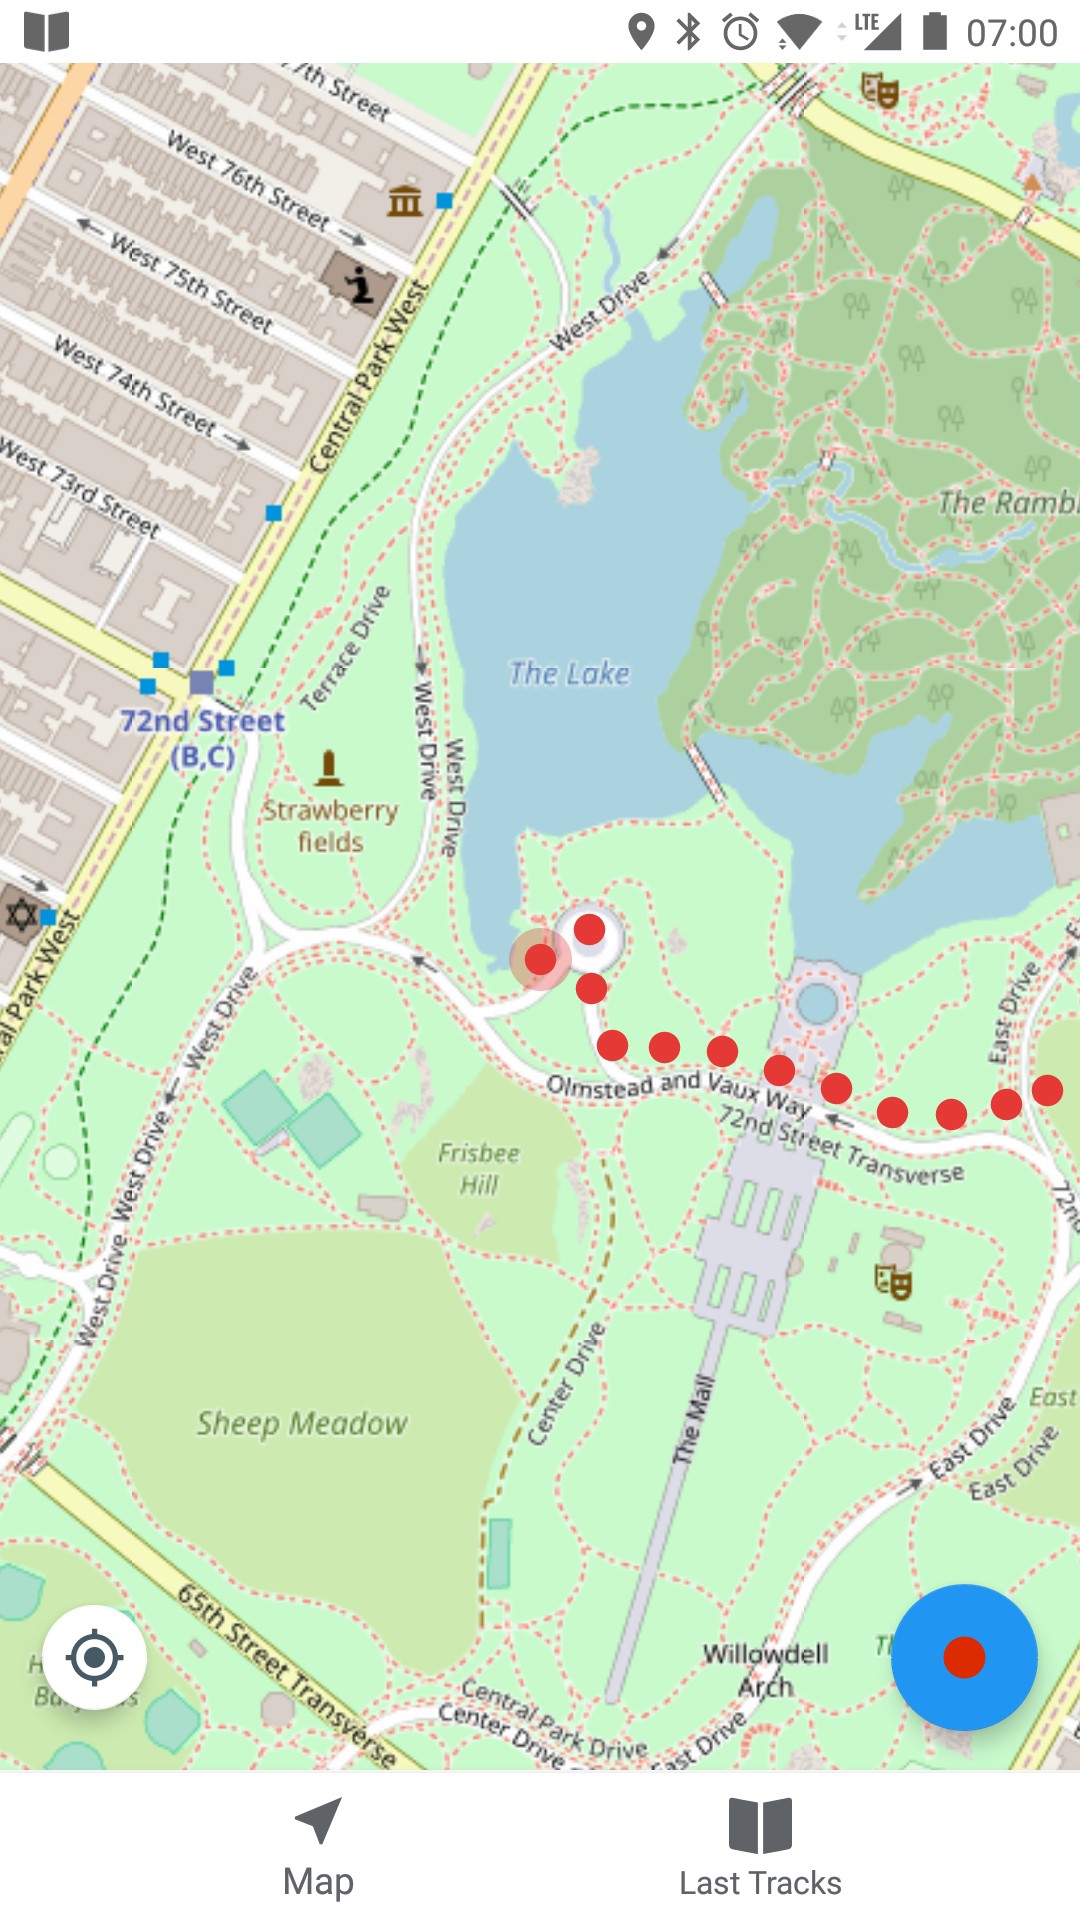 LTE 07:00
77th Street
West 76th Street
West 75th Street
West 74th Street
West 73rd Street
Central Park West
West Drive
The Rambl
Terrace Drive
The Lake
72nd Street
(B,C)
West Drive
West Drive
Strawberry
fields
ral Park West
West Drive
East Drive
E
Olmstead and Vaux Way
72nd Street Transverse
72nd
Frisbee
Hill
West Drive
West Drive
Center Drive
The Mall
Sheep Meadow
East
East Drive
East Drive
65th Street Transverse
Willowdell
Arch
Central Park Drive
Center Drive
East Drive
Map
Last Tracks